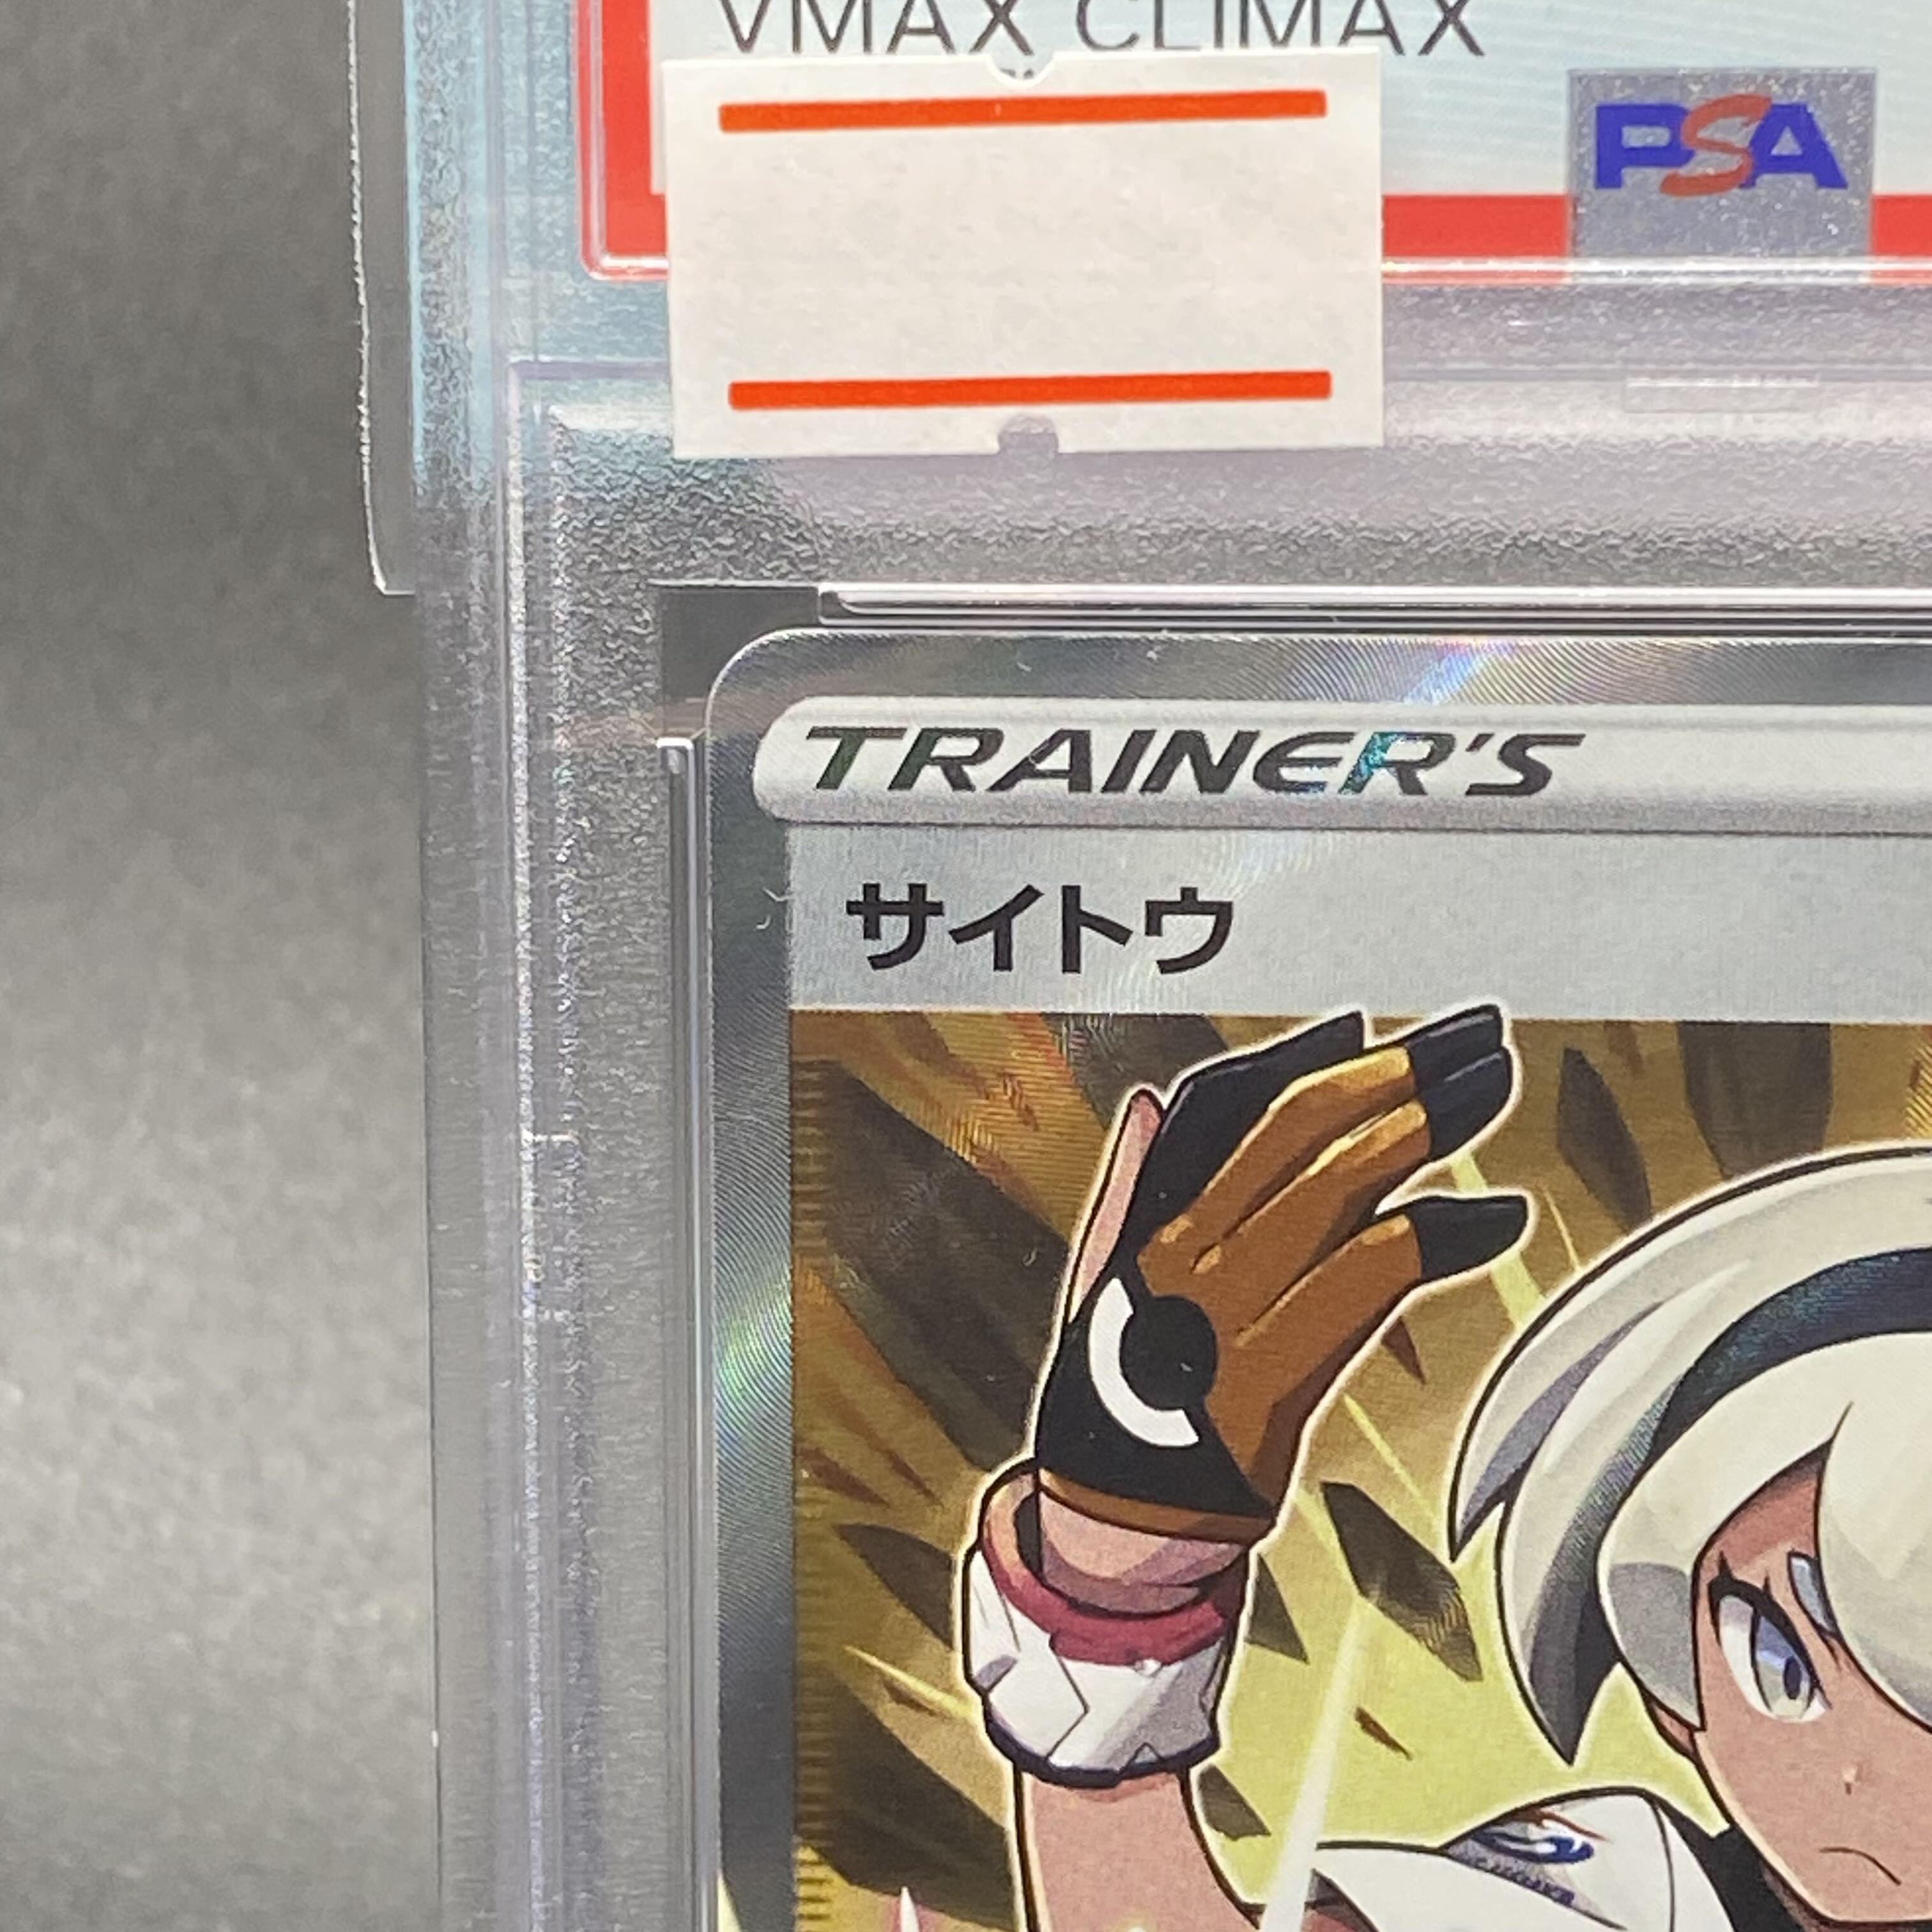 VMAX CLIMAX
PSA
TRAINER'S
サイトウ